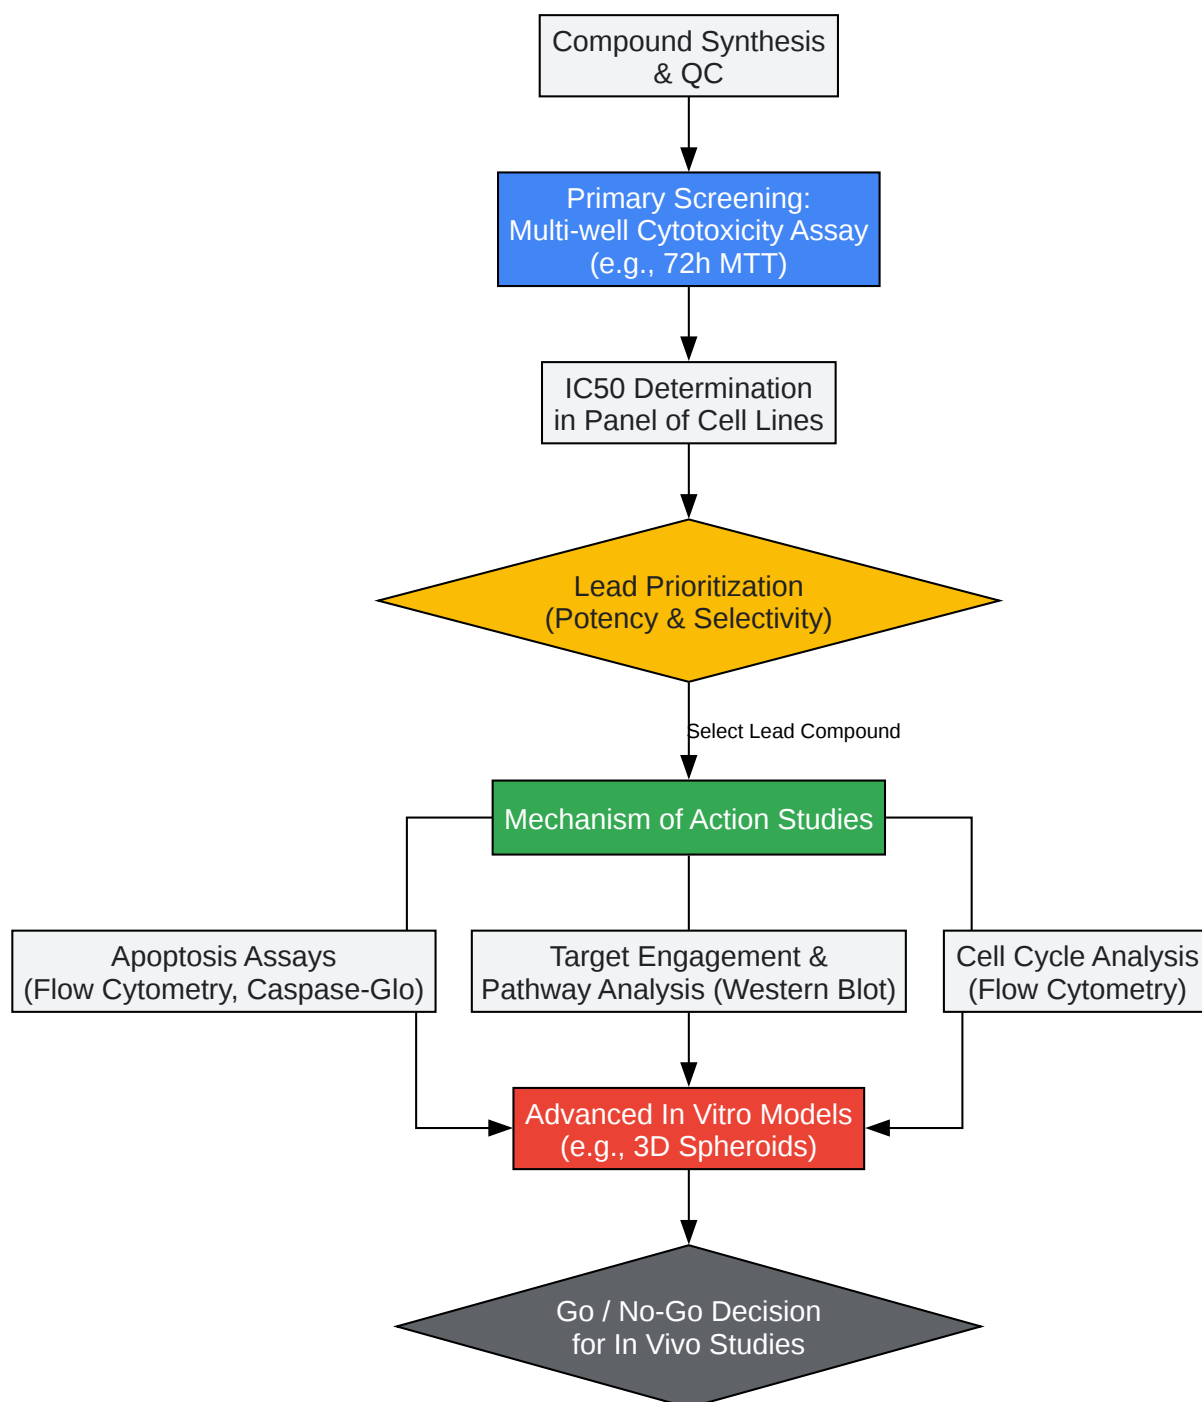 Compound Synthesis
& QC
Primary Screening:
Multi-well Cytotoxicity Assay
(e.g., 72h MTT)
IC50 Determination
in Panel of Cell Lines
Lead Prioritization
(Potency & Selectivity)
Select Lead Compound
Mechanism of Action Studies
Apoptosis Assays
(Flow Cytometry, Caspase-Glo)
Target Engagement &
Pathway Analysis (Western Blot)
Cell Cycle Analysis
(Flow Cytometry)
Advanced In Vitro Models
(e.g., 3D Spheroids)
Go / No-Go Decision
for In Vivo Studies